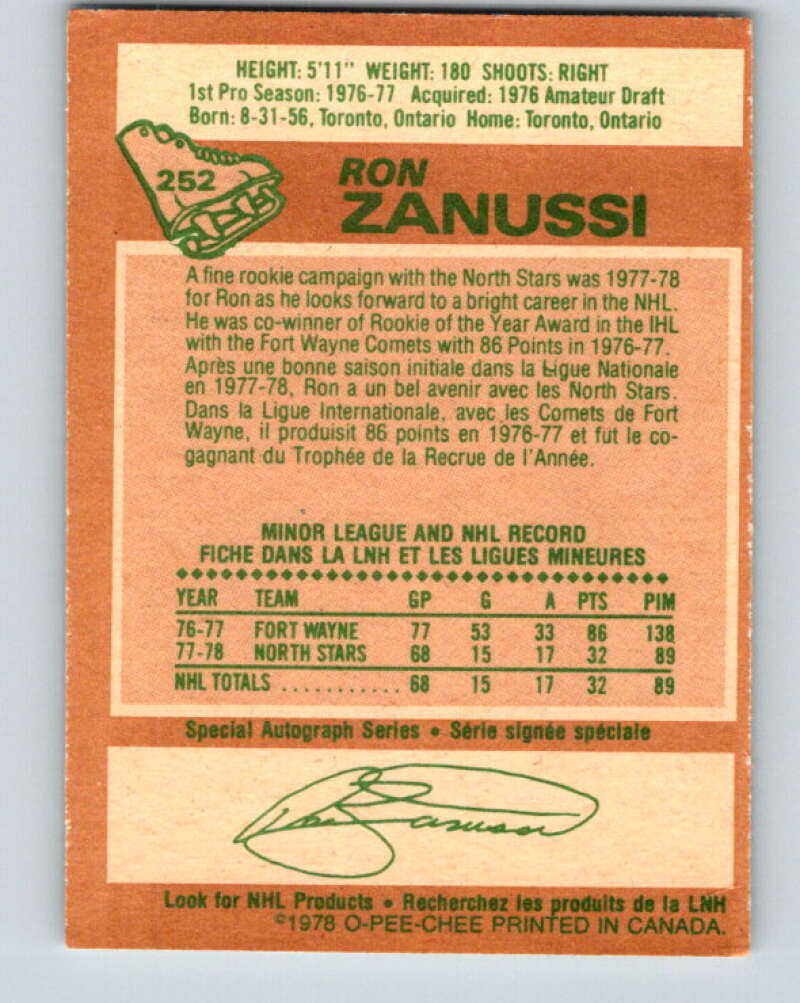 HEIGHT: 5'11" WEIGHT: 180 SHOOTS: RIGHT
1st Pro Season: 1976-77 Acquired: 1976 Amateur Draft
Born: 8-31-56, Toronto, Ontario Home: Toronto, Ontario
252
RON
ZANUSSI
A fine rookie campaign with the North Stars was 1977-78
for Ron as he looks forward to a bright career in the NHL.
He was co-winner of Rookie of the Year Award in the IHL
with the Fort Wayne Comets with 86 Points in 1976-77.
Après une bonne saison initiale dans la Ligue Nationale
en 1977-78, Ron a un bel avenir avec les North Stars.
Dans la Ligue Internationale, avec les Comets de Fort
Wayne, il produisit 86 points en 1976-77 et fut le co-
gagnant du Trophée de la Recrue de l'Année.
MINOR LEAGUE AND NHL RECORD
FICHE DANS LA LNH ET LES LIGUES MINEURES
YEAR TEAM GP G A PTS PIM
76-77 FORT WAYNE 77 53 33 86 138
77-78 NORTH STARS 68 15 17 32 89
NHL TOTALS ........... 68 15 17 32 89
Special Autograph Series • Série signée spéciale
Ron Zanussi
Look for NHL Products • Recherchez les produits de la LNH
©1978 O-PEE-CHEE PRINTED IN CANADA.